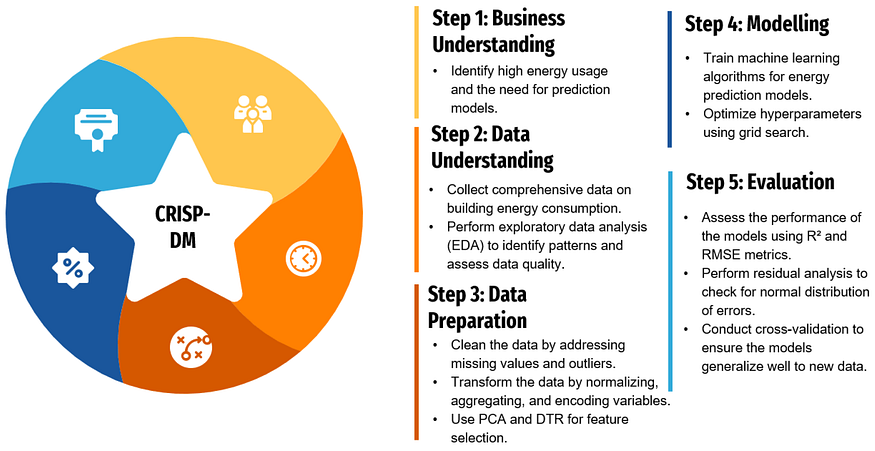 CRISP-
DM
Step 1: Business
Understanding
• Identify high energy usage
and the need for prediction
models.
Step 2: Data
Understanding
• Collect comprehensive data on
building energy consumption.
• Perform exploratory data analysis
(EDA) to identify patterns and
assess data quality.
Step 3: Data
Preparation
• Clean the data by addressing
missing values and outliers.
• Transform the data by normalizing,
aggregating, and encoding variables.
• Use PCA and DTR for feature
selection.
Step 4: Modelling
• Train machine learning
algorithms for energy
prediction models.
• Optimize hyperparameters
using grid search.
Step 5: Evaluation
• Assess the performance of
the models using R² and
RMSE metrics.
• Perform residual analysis to
check for normal distribution
of errors.
• Conduct cross-validation to
ensure the models
generalize well to new data.